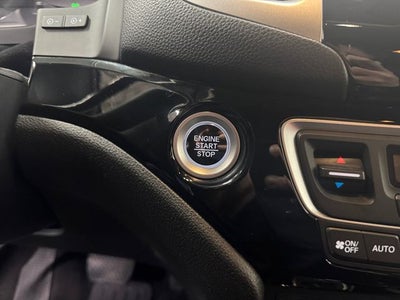 ENGINE
START
STOP
ON/
OFF
AUTO